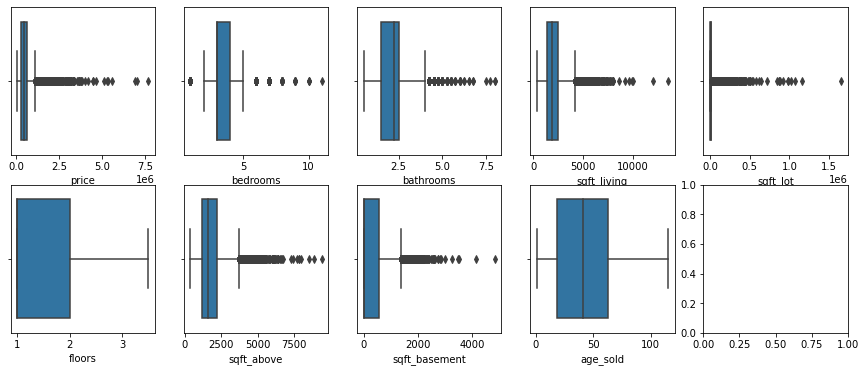 0.0 2.5 5.0 7.5
1e6
price
5 10
bedrooms
2.5 5.0 7.5
bathrooms
0 5000 10000
sqft_living
0.0 0.5 1.0 1.5
1e6
sqft_lot
1 2 3
floors
0 2500 5000 7500
sqft_above
0 2000 4000
sqft_basement
0 50 100
age_sold
1.0
0.8
0.6
0.4
0.2
0.0
0.00 0.25 0.50 0.75 1.00